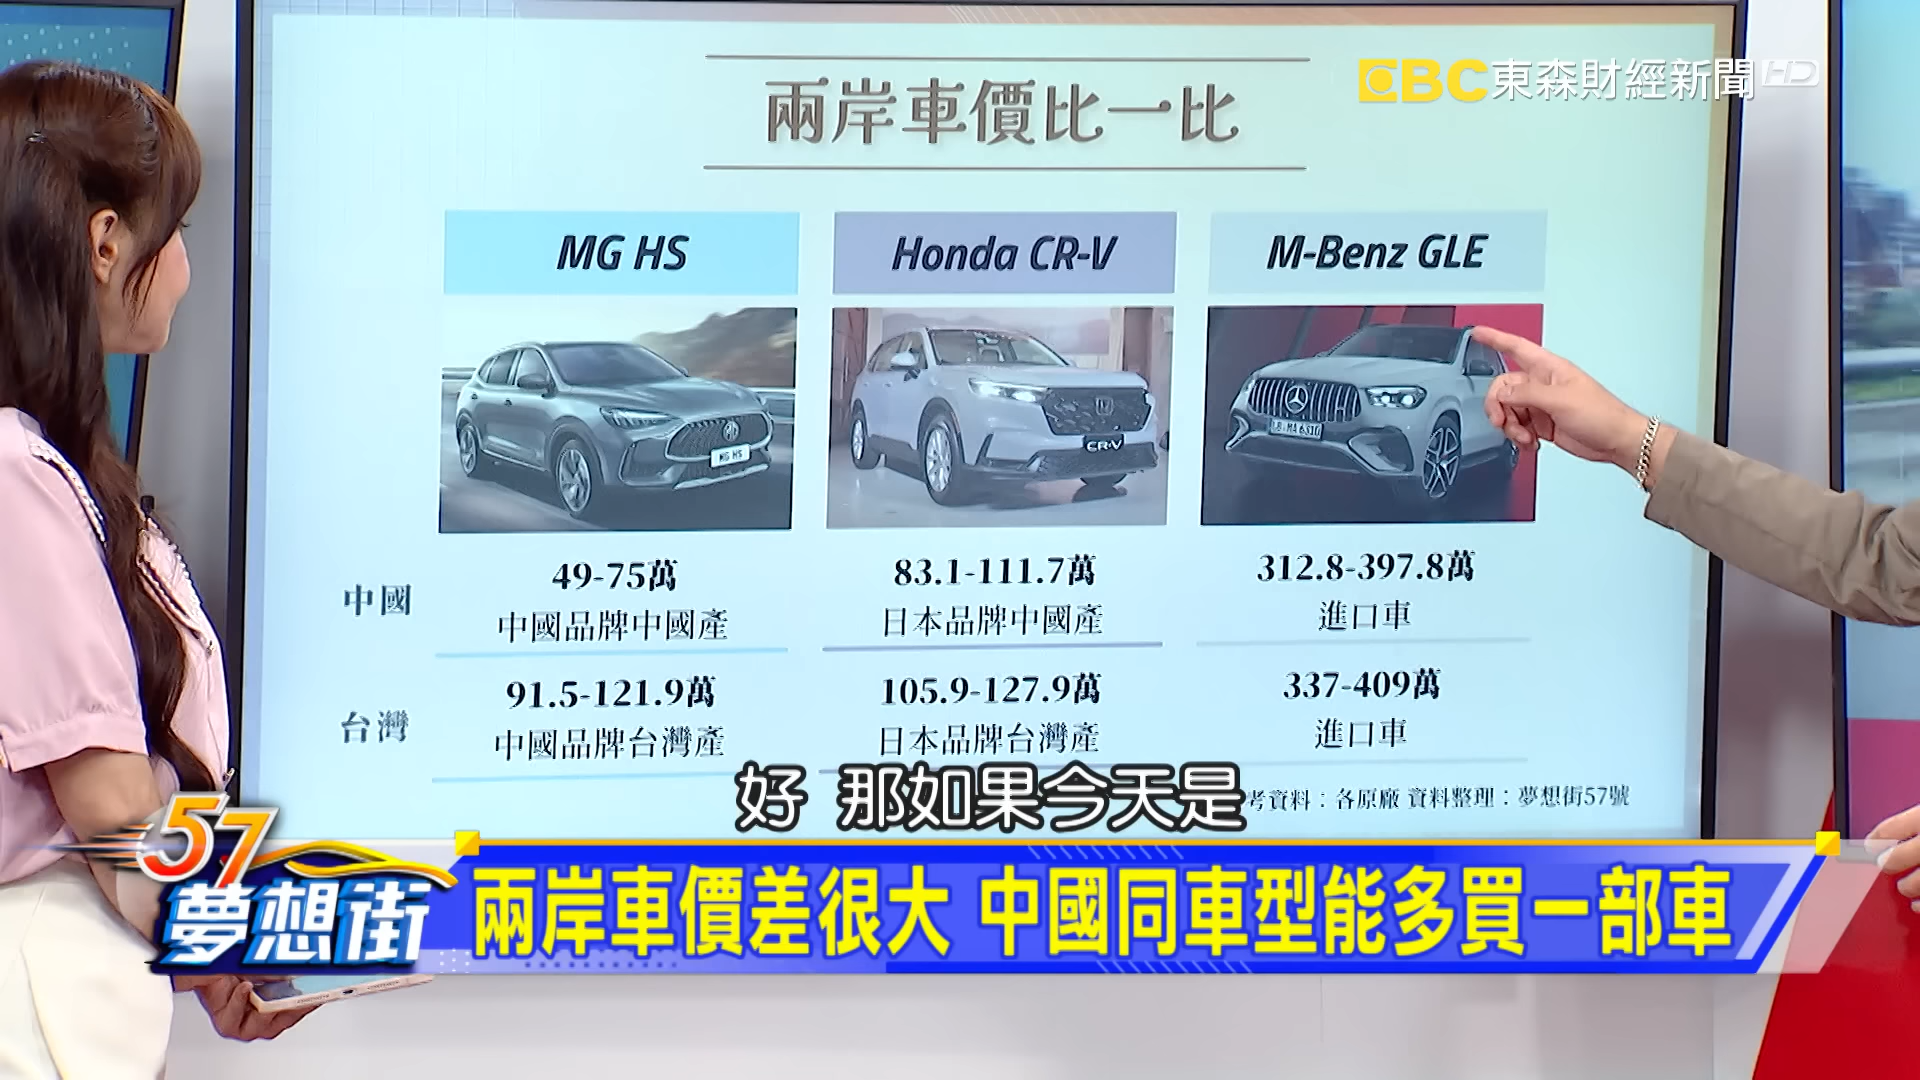 EBC東森財經新聞HD
兩岸車價比一比
MG HS
Honda CR-V
M-Benz GLE
MG HS
CR-V
中國
49-75萬
83.1-111.7萬
312.8-397.8萬
中國品牌中國產
日本品牌中國產
進口車
台灣
91.5-121.9萬
105.9-127.9萬
337-409萬
中國品牌台灣產
日本品牌台灣產
進口車
考資料：各原廠 資料整理：夢想街57號
好 那如果今天是
57夢想街
兩岸車價差很大 中國同車型能多買一部車